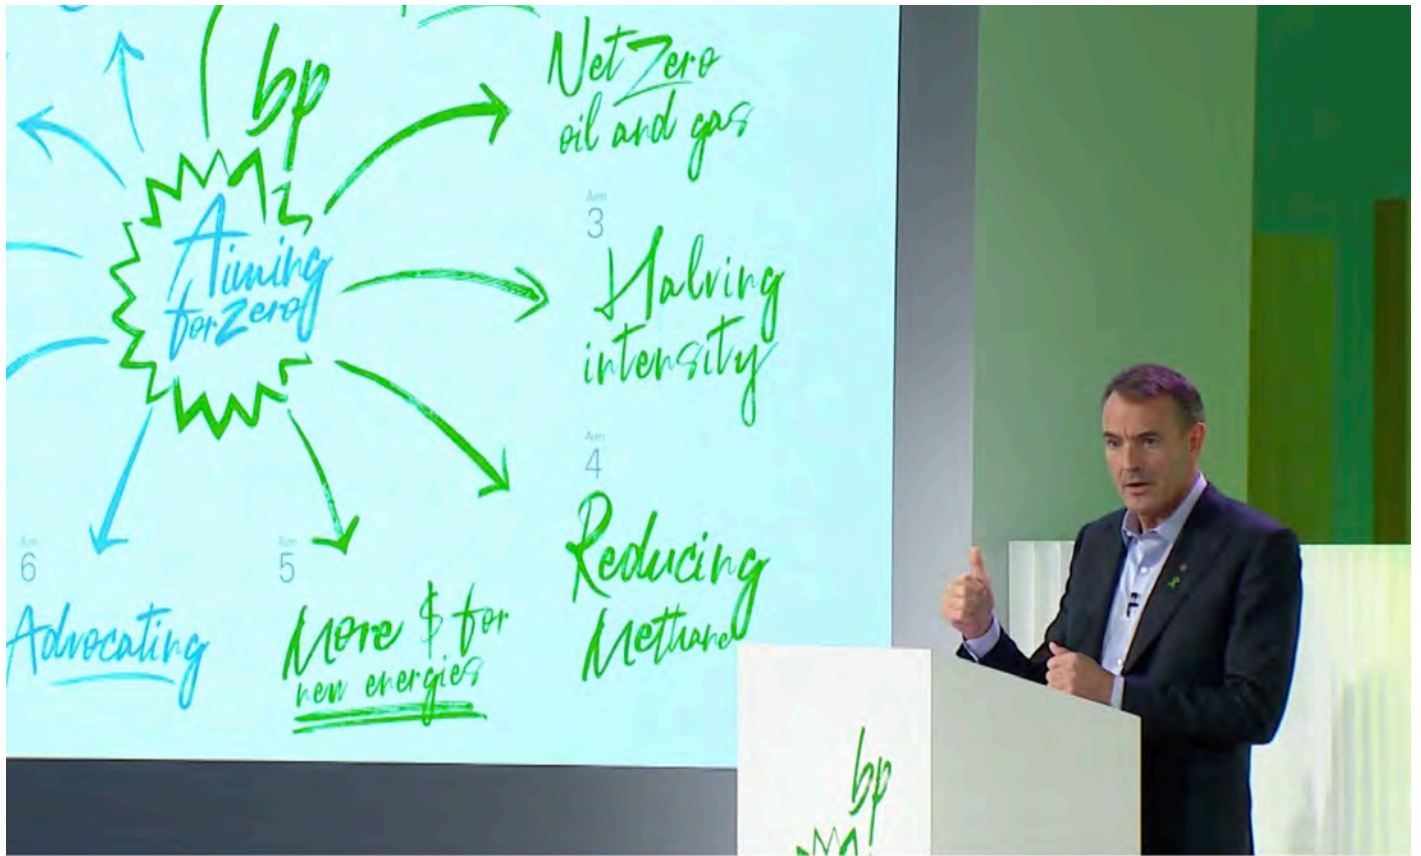 bp
Aiming
for zero
Net Zero
oil and gas
Aim
3
Halving
intensity
Aim
4
Reducing
Methane
Aim
5
More $ for
new energies
Aim
6
Advocating
bp